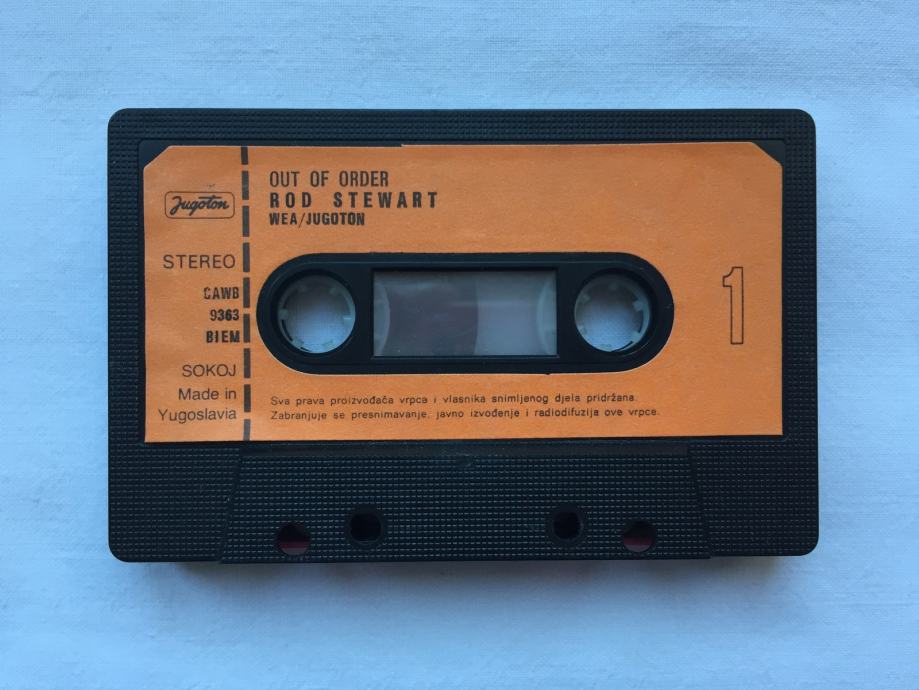 Jugoton
STEREO
CAWB
9363
BIEM
SOKOJ
Made in
Yugoslavia
OUT OF ORDER
ROD STEWART
WEA/JUGOTON
1
Sva prava proizvođača vrpca i vlasnika snimljenog djela pridržana.
Zabranjuje se presnimavanje, javno izvođenje i radiodifuzija ove vrpce.